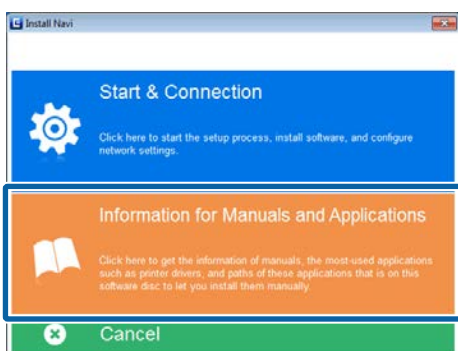 Install Navi
Start & Connection
Click here to start the setup process, install software, and configure
network settings.
Information for Manuals and Applications
Click here to get the information of manuals, the most-used applications
such as printer drivers, and paths of these applications that is on this
software disc to let you install them manually.
Cancel